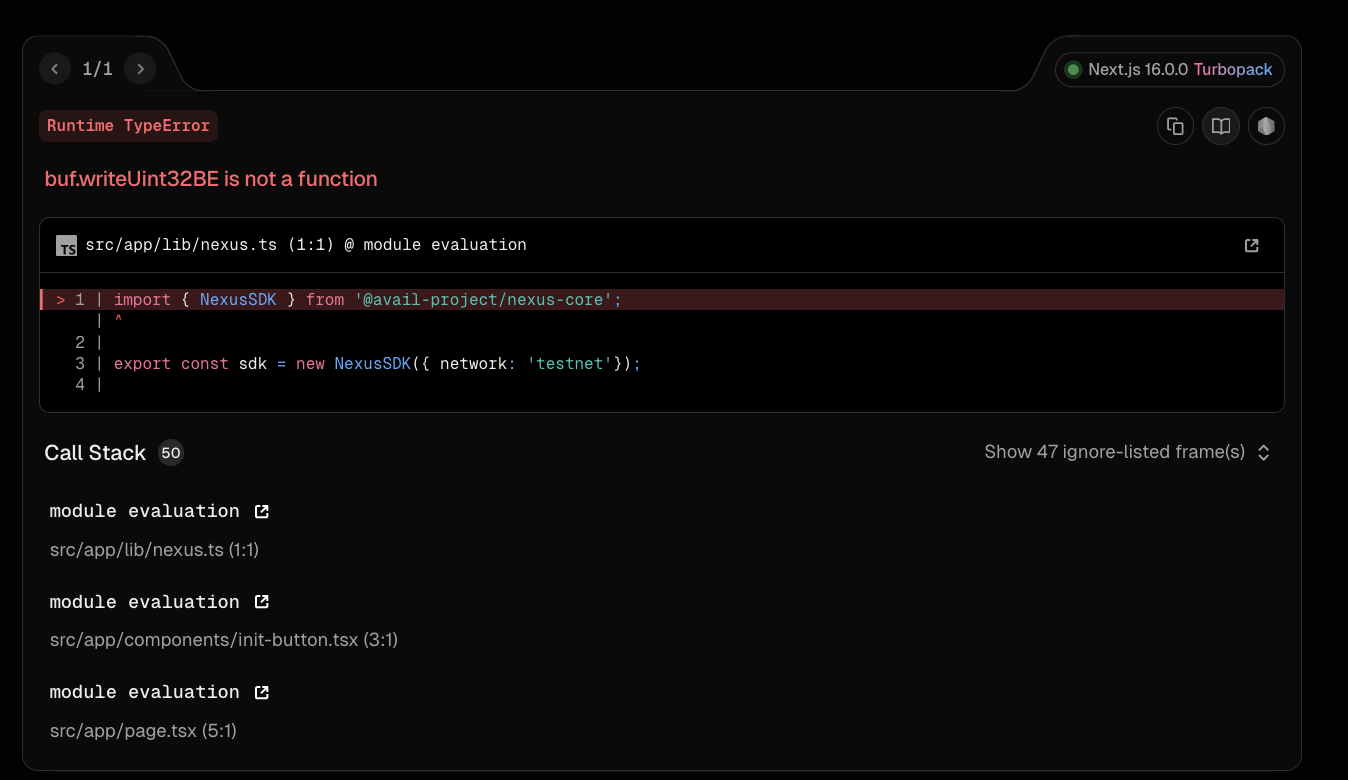 1/1
Next.js 16.0.0 Turbopack
Runtime TypeError
buf.writeUint32BE is not a function
TS src/app/lib/nexus.ts (1:1) @ module evaluation
> 1 | import { NexusSDK } from '@avail-project/nexus-core';
| ^
2 |
3 | export const sdk = new NexusSDK({ network: 'testnet'});
4 |
Call Stack 50
Show 47 ignore-listed frame(s)
module evaluation
src/app/lib/nexus.ts (1:1)
module evaluation
src/app/components/init-button.tsx (3:1)
module evaluation
src/app/page.tsx (5:1)